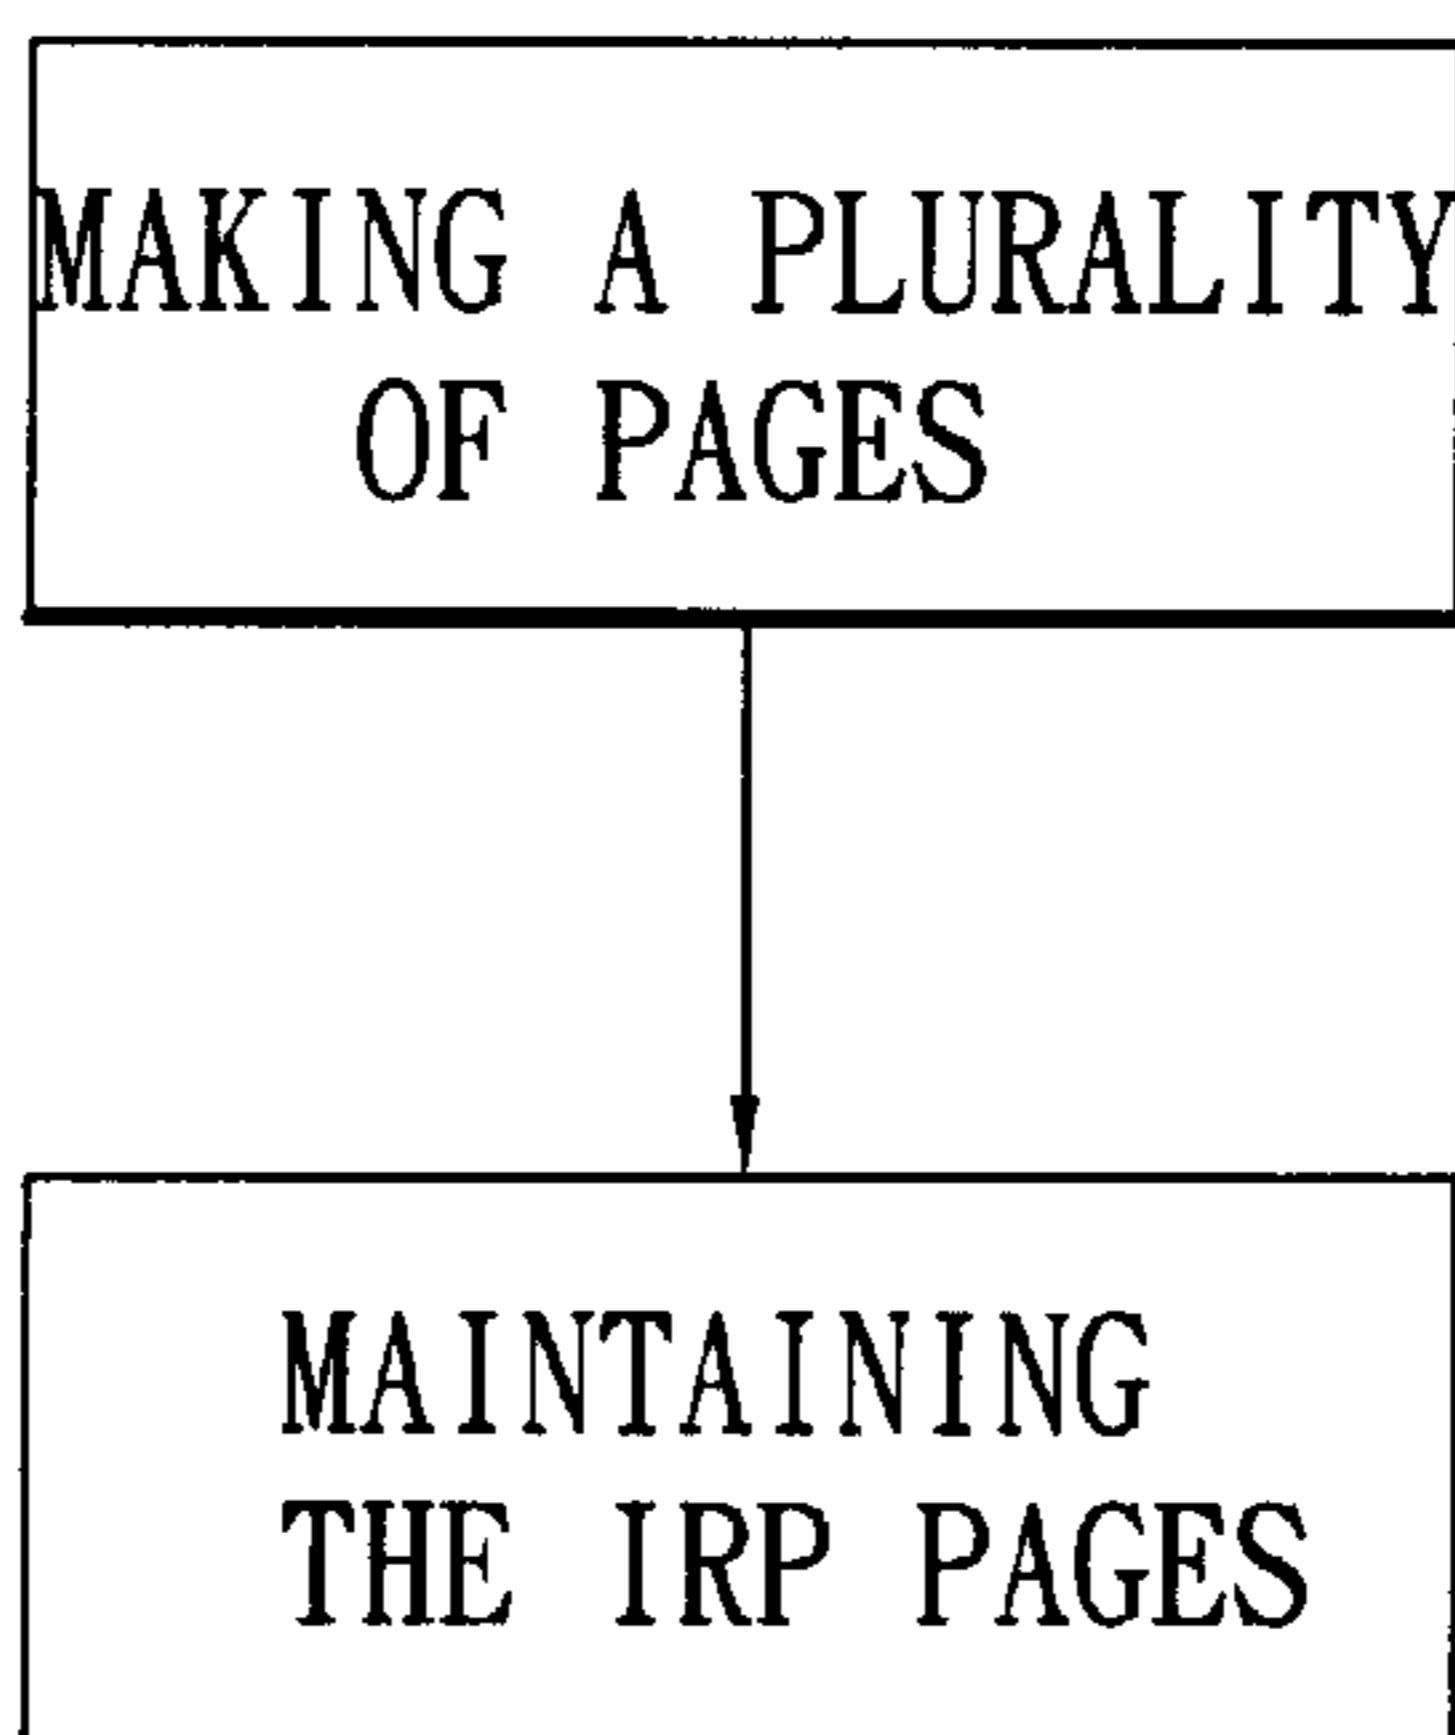 MAKING A PLURALITY
OF PAGES
MAINTAINING
THE IRP PAGES